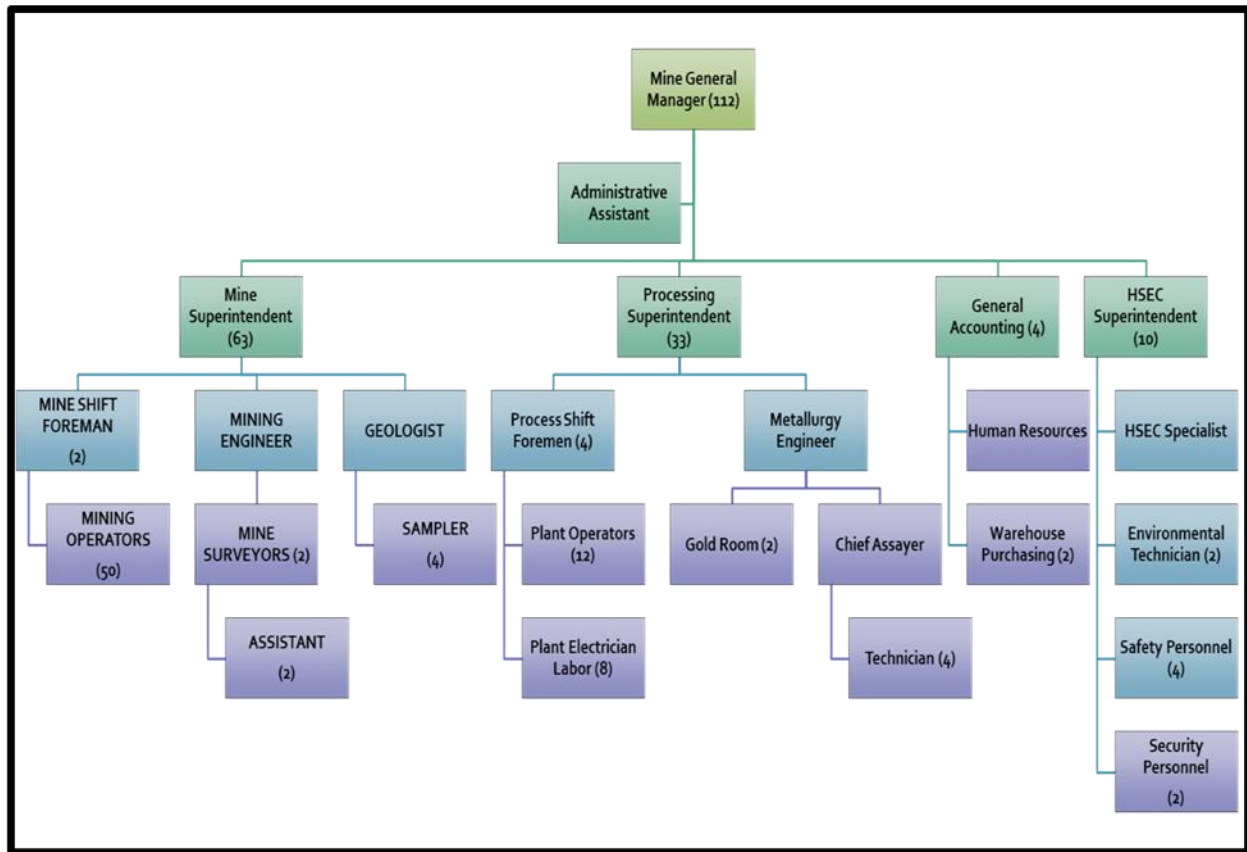 Mine General
Manager (112)
Administrative
Assistant
Mine
Superintendent
(63)
Processing
Superintendent
(33)
General
Accounting (4)
HSEC
Superintendent
(10)
MINE SHIFT
FOREMAN
(2)
MINING
ENGINEER
GEOLOGIST
Process Shift
Foremen (4)
Metallurgy
Engineer
Human Resources
HSEC Specialist
MINING
OPERATORS
(50)
MINE
SURVEYORS (2)
SAMPLER
(4)
Plant Operators
(12)
Gold Room (2)
Chief Assayer
Warehouse
Purchasing (2)
Environmental
Technician (2)
ASSISTANT
(2)
Plant Electrician
Labor (8)
Technician (4)
Safety Personnel
(4)
Security
Personnel
(2)